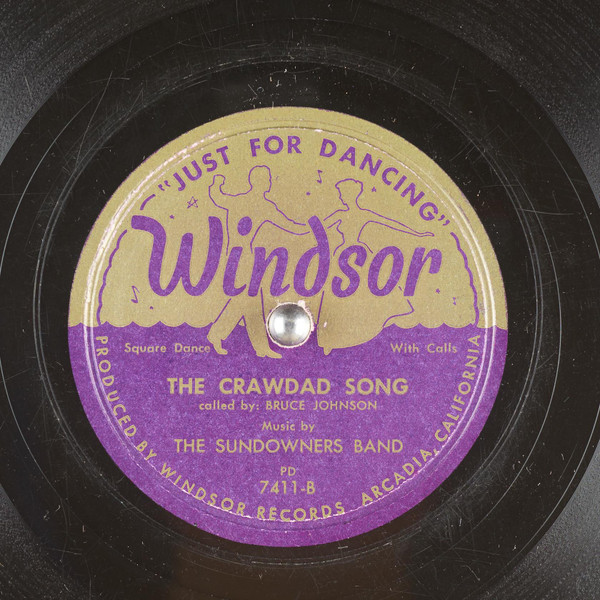 "JUST FOR DANCING"
Windsor
Square Dance With Calls
THE CRAWDAD SONG
called by: BRUCE JOHNSON
Music by
THE SUNDOWNERS BAND
PD
7411-B
PRODUCED BY WINDSOR RECORDS, ARCADIA, CALIFORNIA